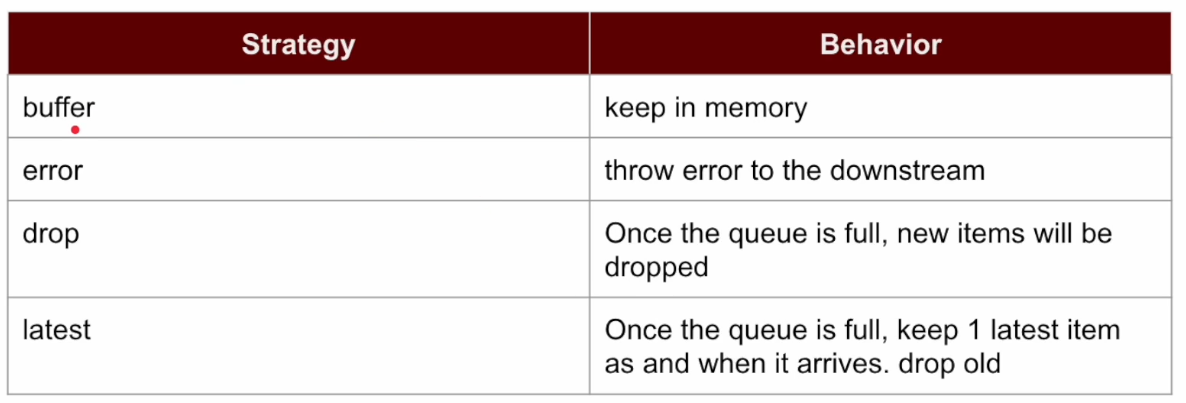 Strategy
Behavior
buffer
keep in memory
error
throw error to the downstream
drop
Once the queue is full, new items will be
dropped
latest
Once the queue is full, keep 1 latest item
as and when it arrives. drop old